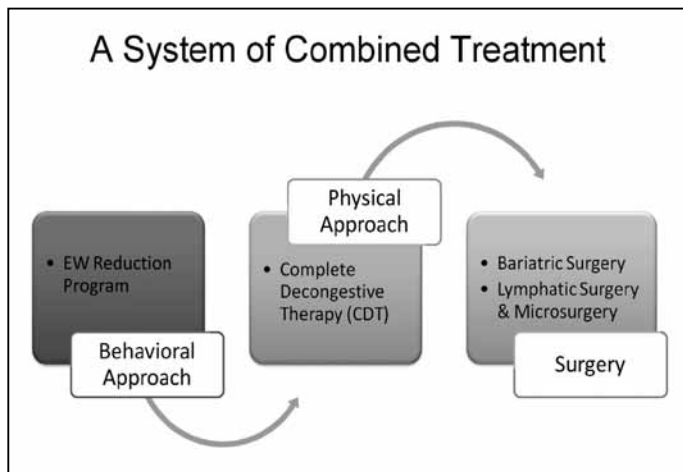 A System of Combined Treatment
• EW Reduction
Program
Behavioral
Approach
Physical
Approach
• Complete
Decongestive
Therapy (CDT)
• Bariatric Surgery
• Lymphatic Surgery
& Microsurgery
Surgery